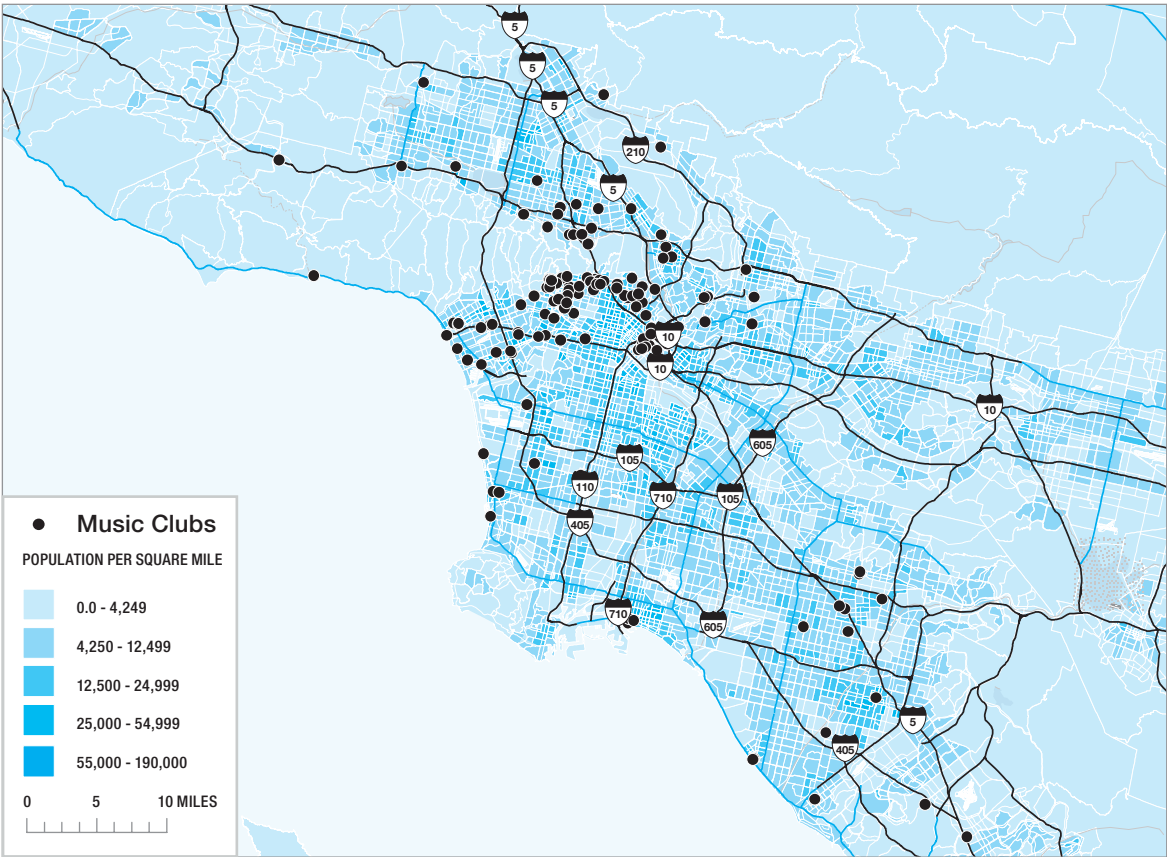 5
5
5
210
5
10
10
10
605
105
110
710
105
405
Music Clubs
POPULATION PER SQUARE MILE
0.0 - 4,249
4,250 - 12,499
12,500 - 24,999
25,000 - 54,999
55,000 - 190,000
0 5 10 MILES
710
605
5
405